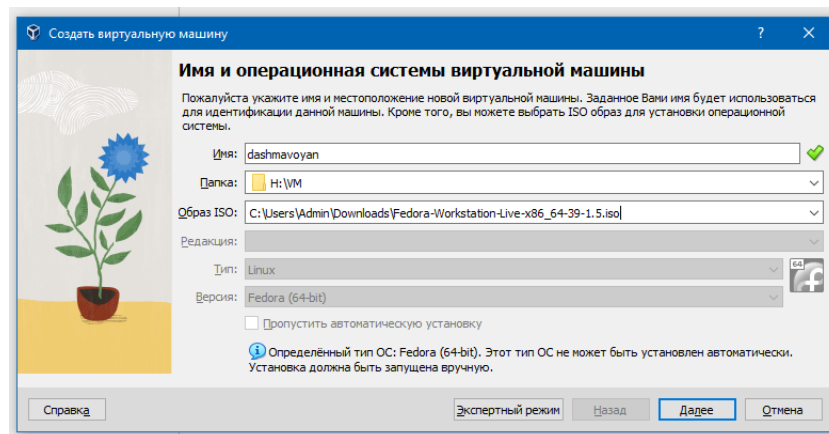 Создать виртуальную машину
?
Имя и операционная системы виртуальной машины
Пожалуйста укажите имя и местоположение новой виртуальной машины. Заданное Вами имя будет использоваться
для идентификации данной машины. Кроме того, вы можете выбрать ISO образ для установки операционной
системы.
Имя: dashmavoyan
Папка: H:\VM
Образ ISO: C:\Users\Admin\Downloads\Fedora-Workstation-Live-x86_64-39-1.5.iso
Редакция:
Тип: Linux
64
Версия: Fedora (64-bit)
Пропустить автоматическую установку
Определённый тип ОС: Fedora (64-bit). Этот тип ОС не может быть установлен автоматически.
Установка должна быть запущена вручную.
Справка Экспертный режим Назад Далее Отмена